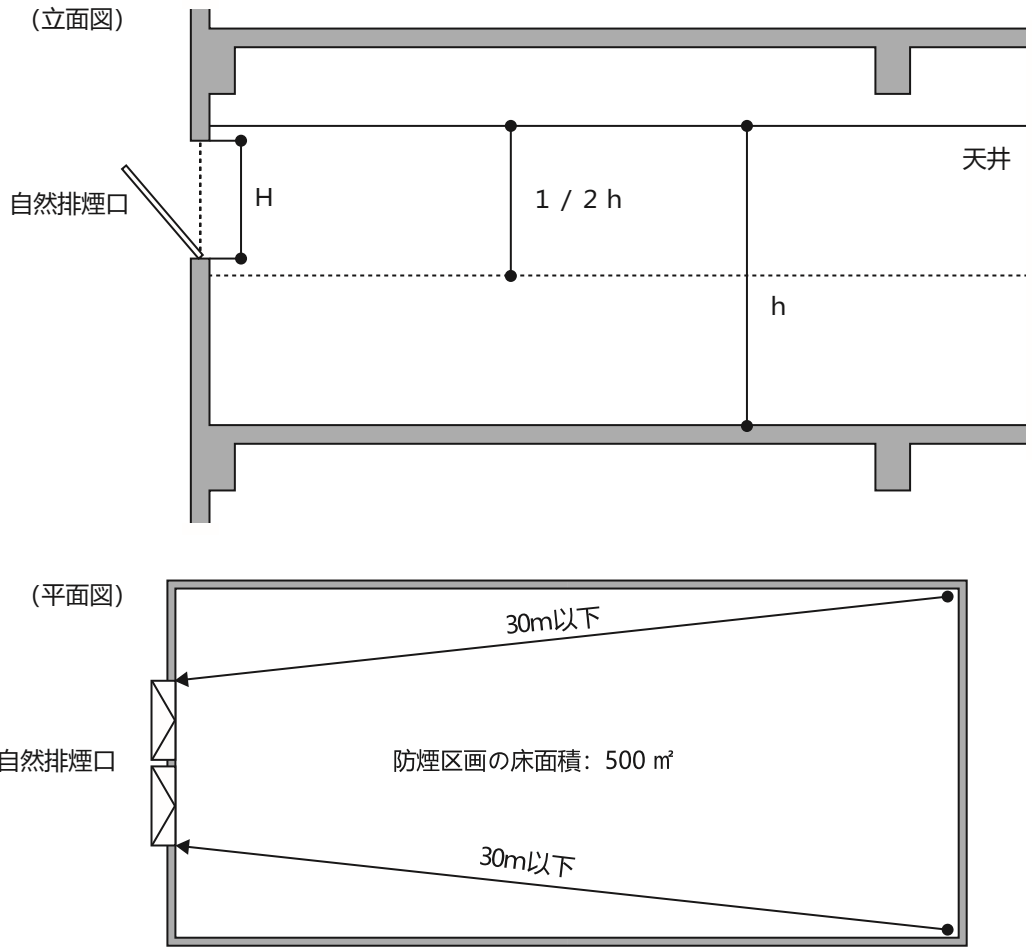 (立面図)
天井
自然排煙口
H
1 / 2 h
h
(平面図)
30m以下
自然排煙口
防煙区画の床面積: 500 ㎡
30m以下